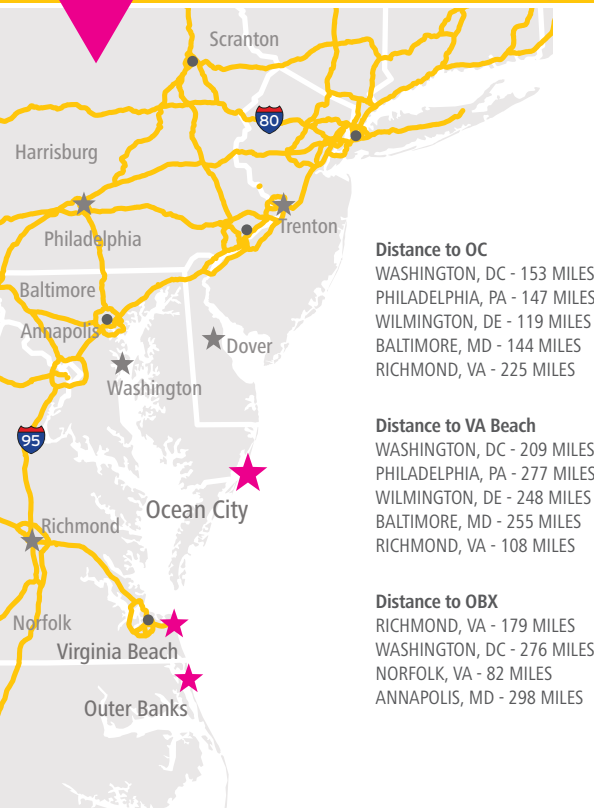 Scranton
80
Harrisburg
Trenton
Philadelphia
Baltimore
Annapolis
Dover
Washington
95
Ocean City
Richmond
Norfolk
Virginia Beach
Outer Banks
Distance to OC
WASHINGTON, DC - 153 MILES
PHILADELPHIA, PA - 147 MILES
WILMINGTON, DE - 119 MILES
BALTIMORE, MD - 144 MILES
RICHMOND, VA - 225 MILES
Distance to VA Beach
WASHINGTON, DC - 209 MILES
PHILADELPHIA, PA - 277 MILES
WILMINGTON, DE - 248 MILES
BALTIMORE, MD - 255 MILES
RICHMOND, VA - 108 MILES
Distance to OBX
RICHMOND, VA - 179 MILES
WASHINGTON, DC - 276 MILES
NORFOLK, VA - 82 MILES
ANNAPOLIS, MD - 298 MILES